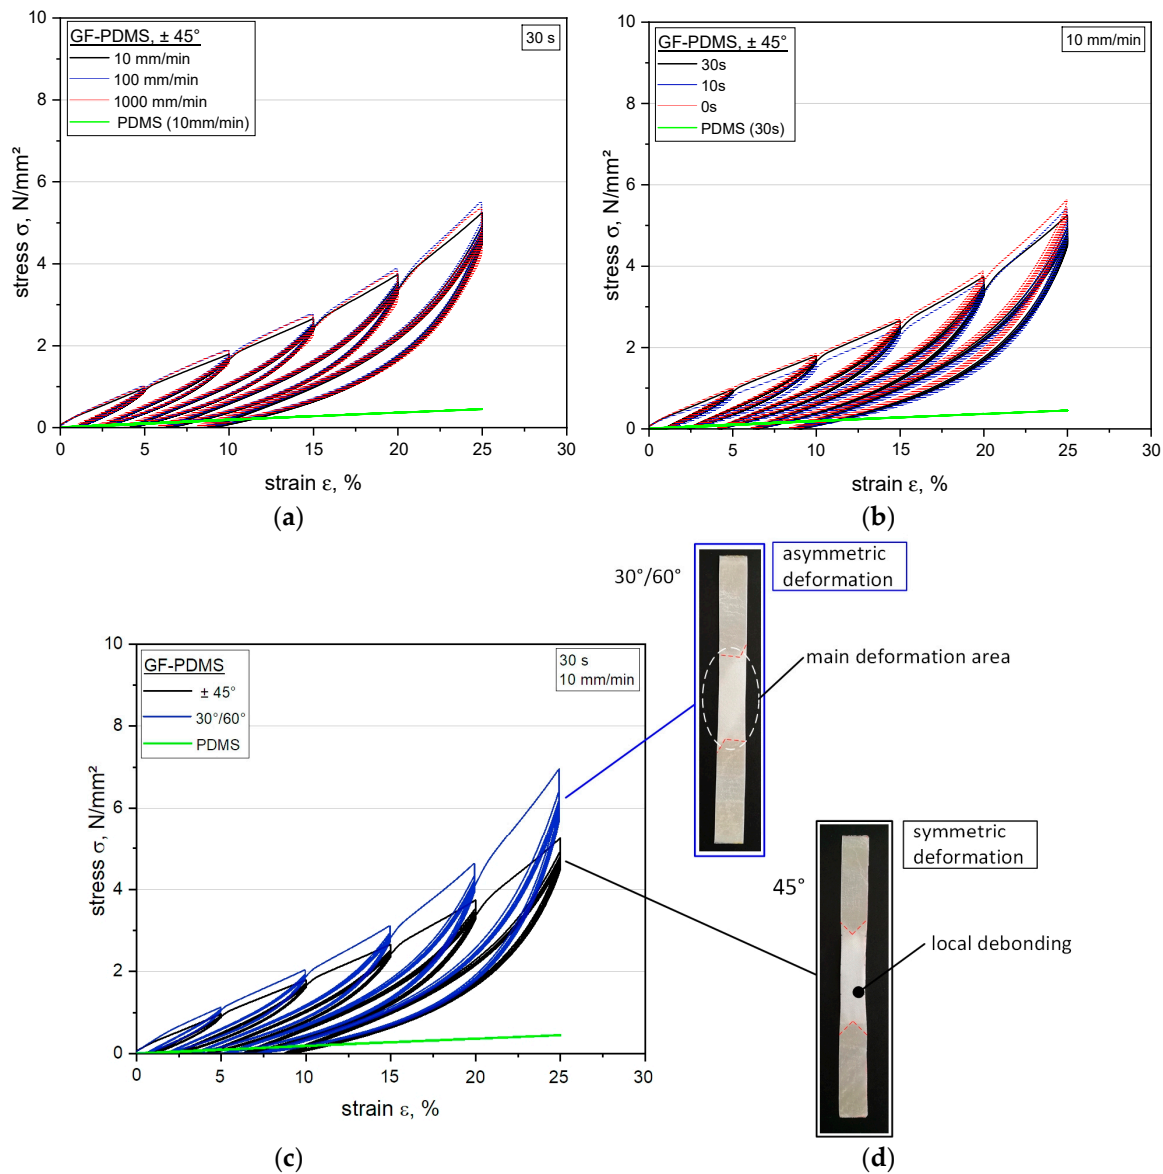 GF-PDMS, ± 45°
10 mm/min
100 mm/min
1000 mm/min
PDMS (10mm/min)
30 s
10
8
6
4
2
0
stress σ, N/mm²
0 5 10 15 20 25 30
strain ε, %
(a)
GF-PDMS, ± 45°
30s
10s
0s
PDMS (30s)
10 mm/min
10
8
6
4
2
0
stress σ, N/mm²
0 5 10 15 20 25 30
strain ε, %
(b)
GF-PDMS
± 45°
30°/60°
PDMS
30 s
10 mm/min
10
8
6
4
2
0
stress σ, N/mm²
0 5 10 15 20 25 30
strain ε, %
(c)
30°/60°
asymmetric
deformation
main deformation area
45°
symmetric
deformation
local debonding
(d)